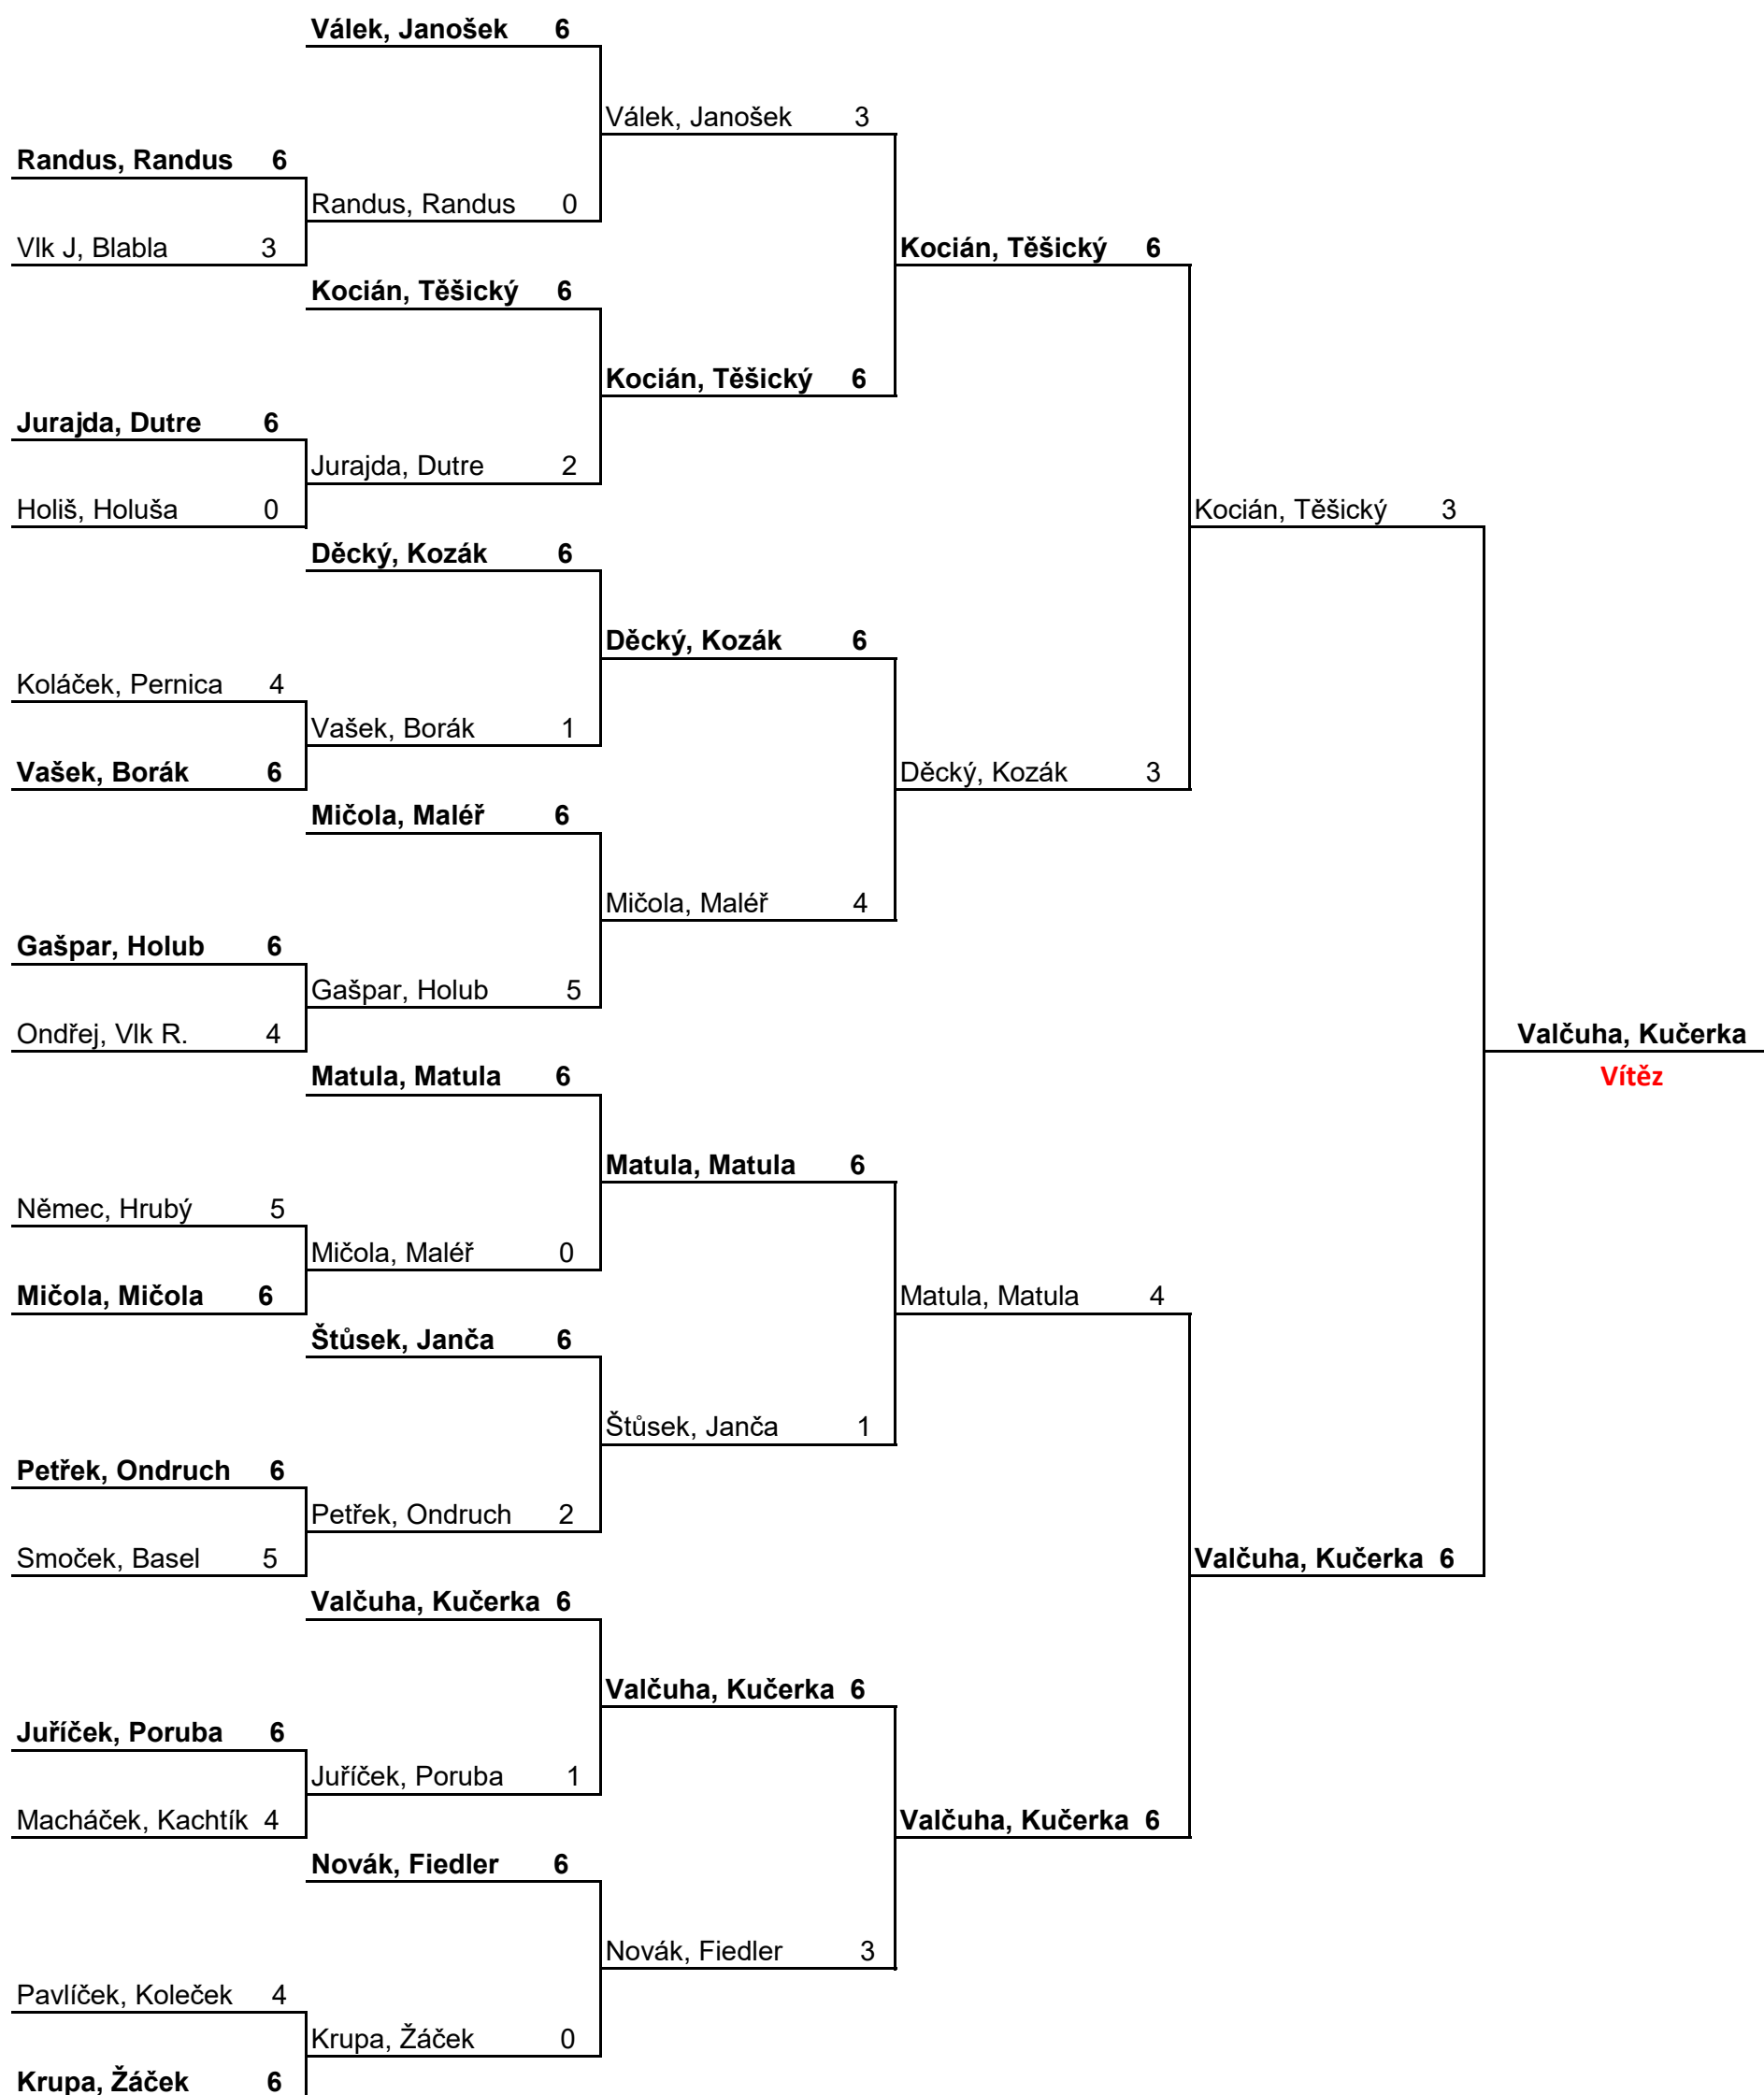 Válek, Janošek 6
Válek, Janošek 3
Randus, Randus 6
Randus, Randus 0
Vlk J, Blabla 3
Kocián, Těšický 6
Kocián, Těšický 6
Kocián, Těšický 6
Jurajda, Dutre 6
Jurajda, Dutre 2
Holiš, Holuša 0
Kocián, Těšický 3
Děcký, Kozák 6
Děcký, Kozák 6
Koláček, Pernica 4
Vašek, Borák 1
Vašek, Borák 6
Děcký, Kozák 3
Mičola, Maléř 6
Mičola, Maléř 4
Gašpar, Holub 6
Gašpar, Holub 5
Ondřej, Vlk R. 4
Valčuha, Kučerka
Matula, Matula 6
Vítěz
Matula, Matula 6
Němec, Hrubý 5
Mičola, Maléř 0
Mičola, Mičola 6
Matula, Matula 4
Štůsek, Janča 6
Štůsek, Janča 1
Petřek, Ondruch 6
Petřek, Ondruch 2
Smoček, Basel 5
Valčuha, Kučerka 6
Valčuha, Kučerka 6
Valčuha, Kučerka 6
Juříček, Poruba 6
Juříček, Poruba 1
Macháček, Kachtík 4
Valčuha, Kučerka 6
Novák, Fiedler 6
Novák, Fiedler 3
Pavlíček, Koleček 4
Krupa, Žáček 0
Krupa, Žáček 6